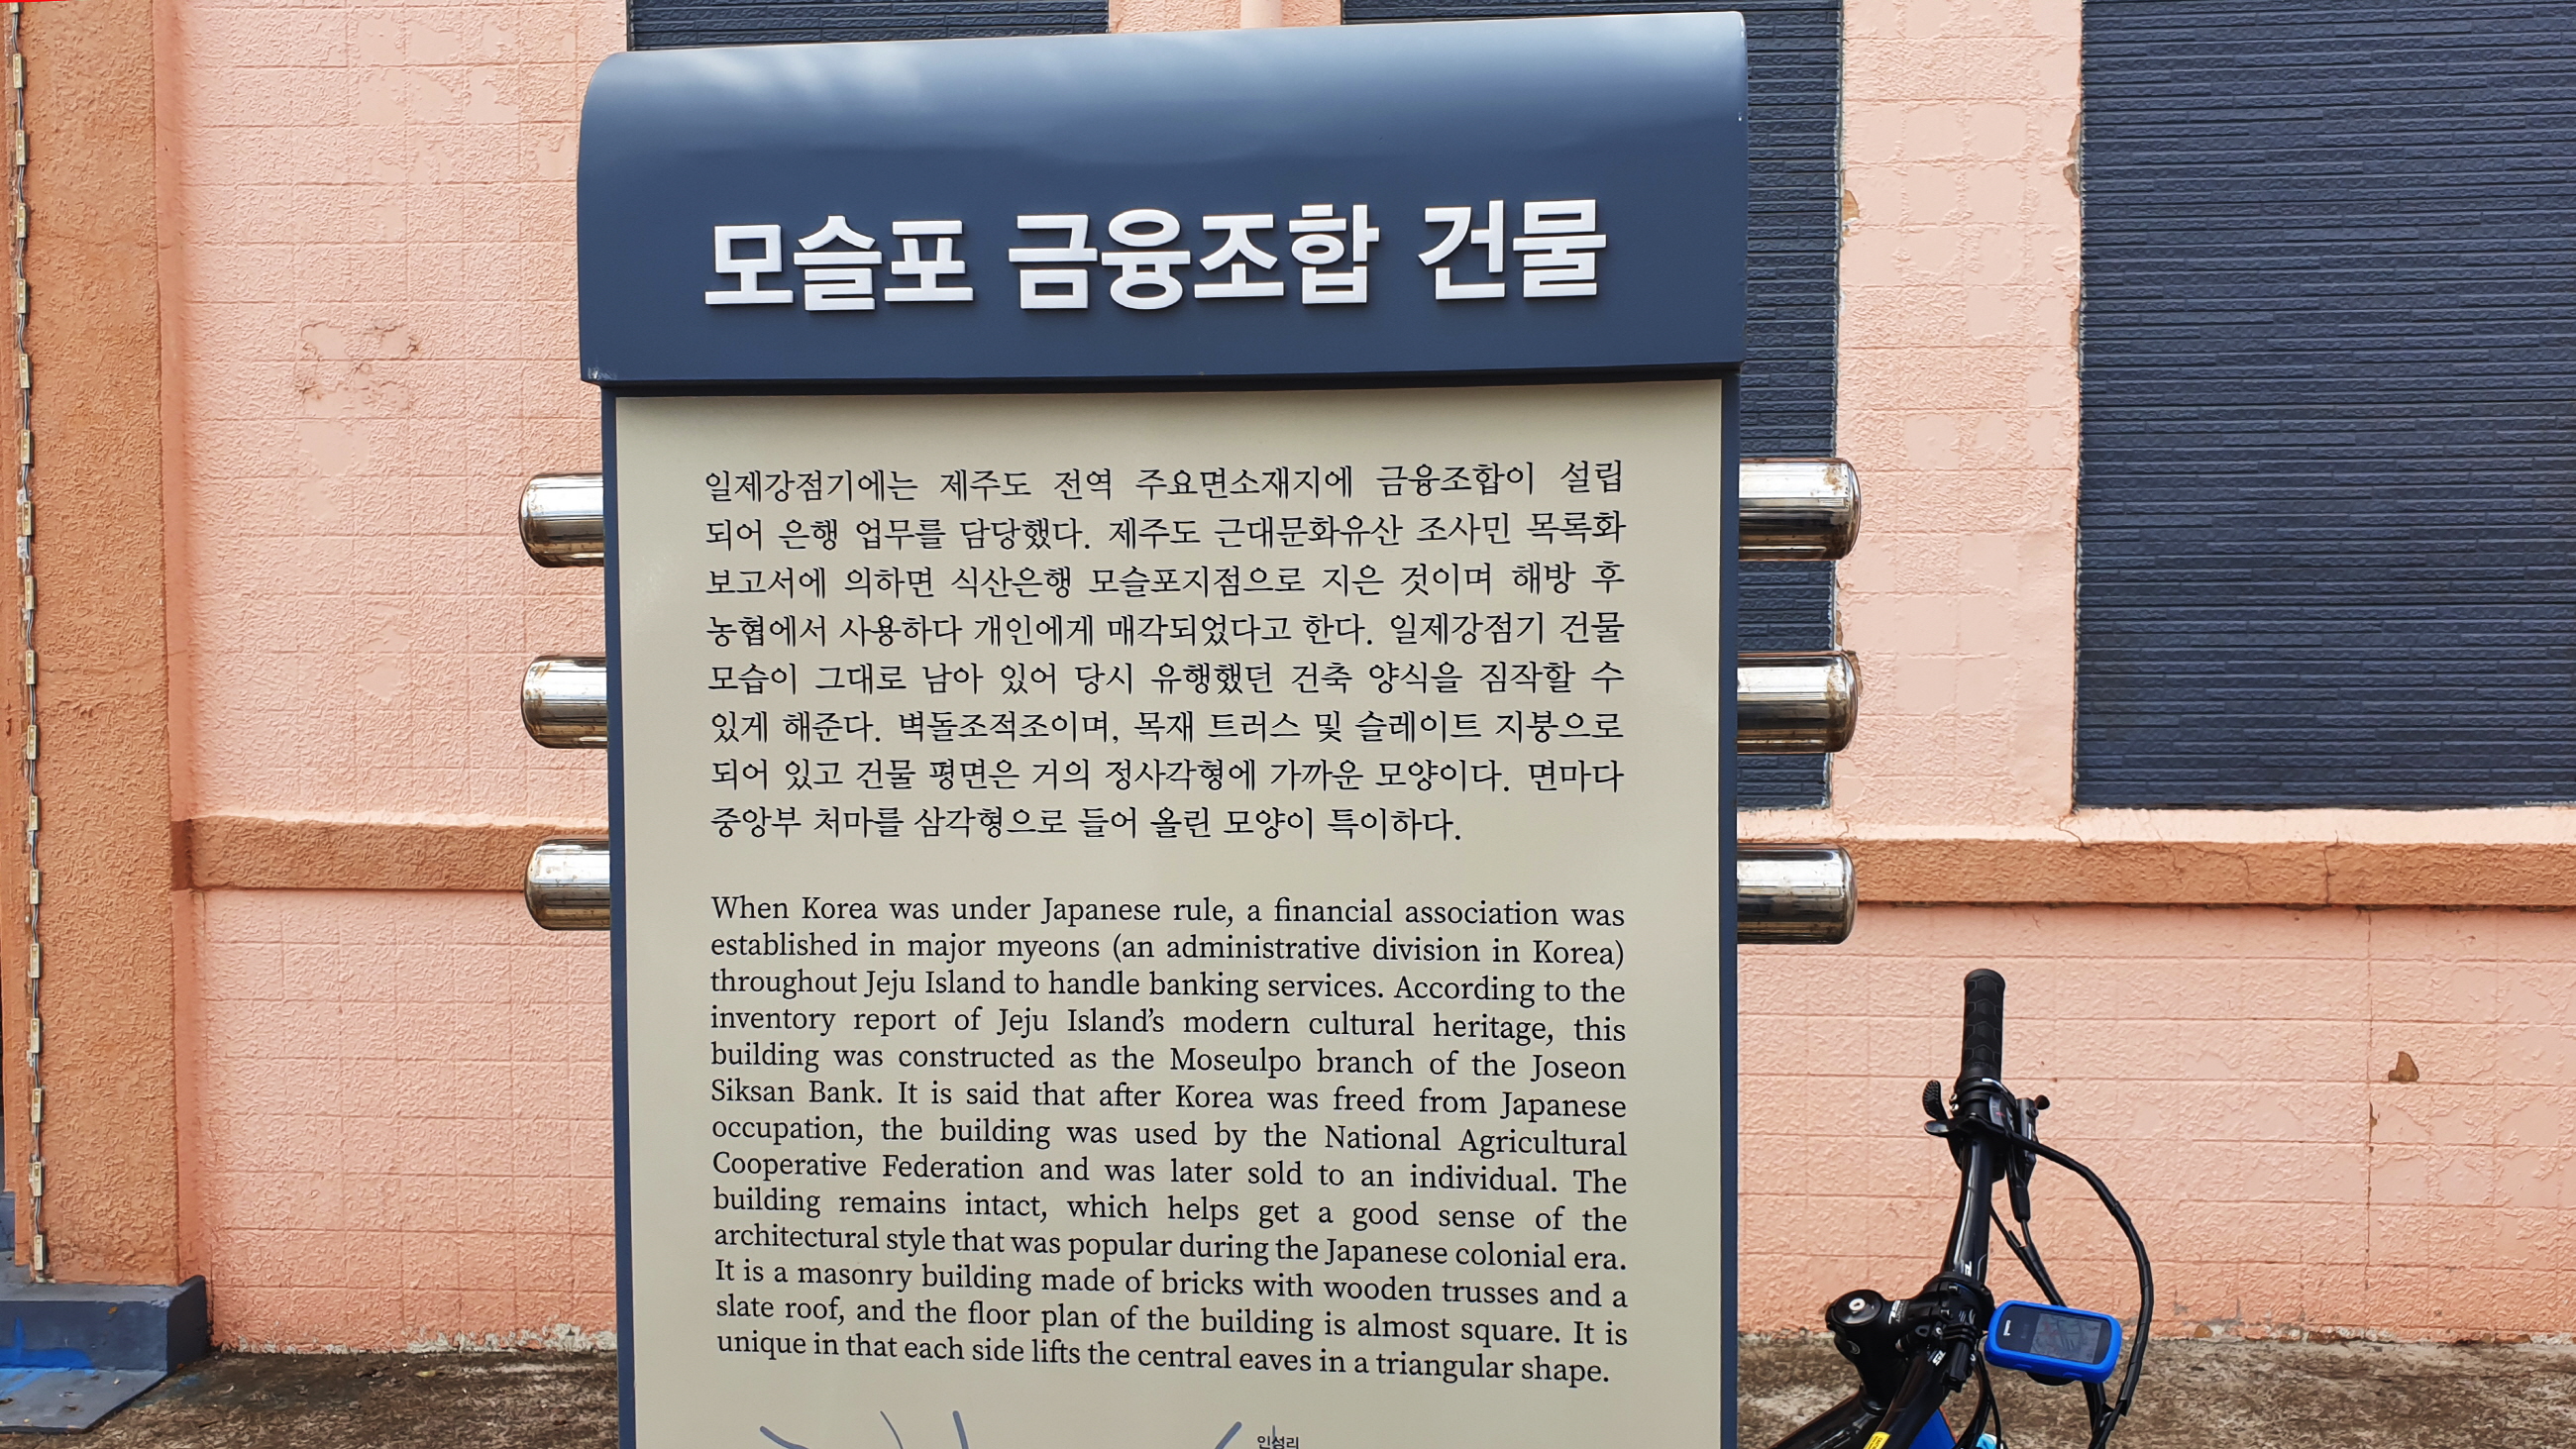 모슬포 금융조합 건물
일제강점기에는 제주도 전역 주요면소재지에 금융조합이 설립
되어 은행 업무를 담당했다. 제주도 근대문화유산 조사민 목록화
보고서에 의하면 식산은행 모슬포지점으로 지은 것이며 해방 후
농협에서 사용하다 개인에게 매각되었다고 한다. 일제강점기 건물
모습이 그대로 남아 있어 당시 유행했던 건축 양식을 짐작할 수
있게 해준다. 벽돌조적조이며, 목재 트러스 및 슬레이트 지붕으로
되어 있고 건물 평면은 거의 정사각형에 가까운 모양이다. 면마다
중앙부 처마를 삼각형으로 들어 올린 모양이 특이하다.
When Korea was under Japanese rule, a financial association was
established in major myeons (an administrative division in Korea)
throughout Jeju Island to handle banking services. According to the
inventory report of Jeju Island’s modern cultural heritage, this
building was constructed as the Moseulpo branch of the Joseon
Siksan Bank. It is said that after Korea was freed from Japanese
occupation, the building was used by the National Agricultural
Cooperative Federation and was later sold to an individual. The
building remains intact, which helps get a good sense of the
architectural style that was popular during the Japanese colonial era.
It is a masonry building made of bricks with wooden trusses and a
slate roof, and the floor plan of the building is almost square. It is
unique in that each side lifts the central eaves in a triangular shape.
인성리